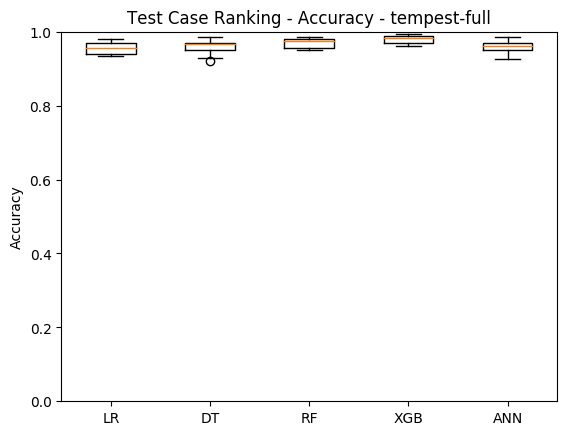 Test Case Ranking - Accuracy - tempest-full
1.0
0.8
0.6
0.4
0.2
0.0
Accuracy
LR DT RF XGB ANN